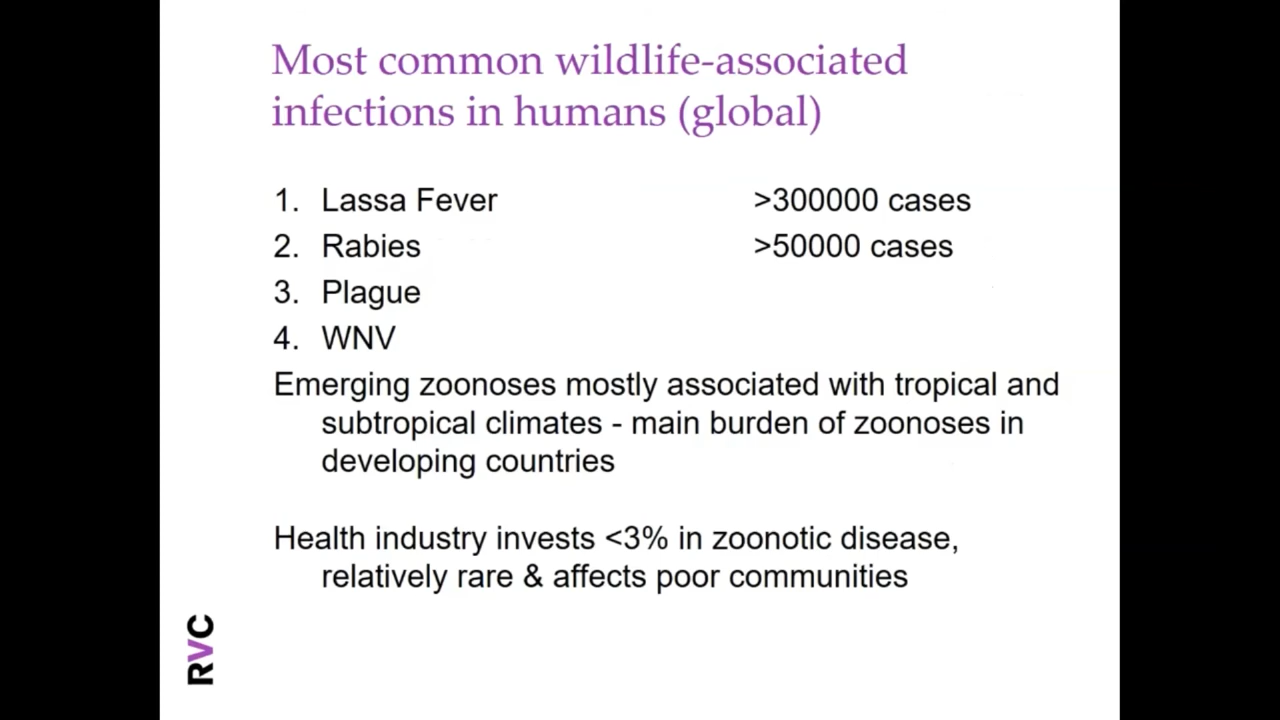 Most common wildlife-associated
infections in humans (global)
1. Lassa Fever >300000 cases
2. Rabies >50000 cases
3. Plague
4. WNV
Emerging zoonoses mostly associated with tropical and
subtropical climates - main burden of zoonoses in
developing countries
Health industry invests <3% in zoonotic disease,
relatively rare & affects poor communities
RVC